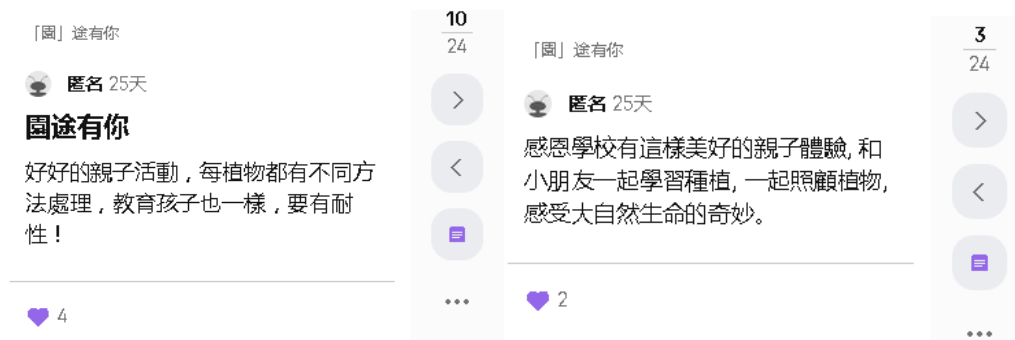 「園」途有你
匿名 25天
園途有你
好好的親子活動，每植物都有不同方
法處理，教育孩子也一樣，要有耐
性！
4
10
24
「園」途有你
匿名 25天
感恩學校有這樣美好的親子體驗, 和
小朋友一起學習種植, 一起照顧植物,
感受大自然生命的奇妙。
2
3
24